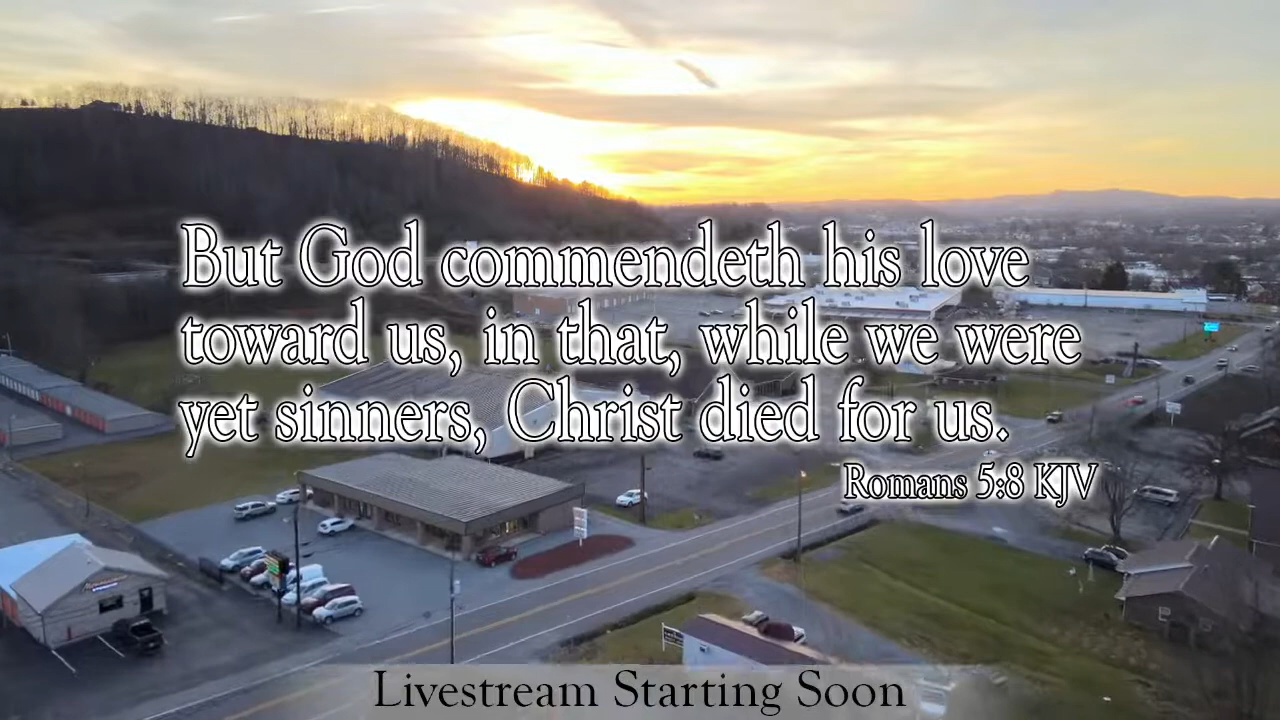 But God commendeth his love
toward us, in that, while we were
yet sinners, Christ died for us.
Romans 5:8 KJV
Livestream Starting Soon